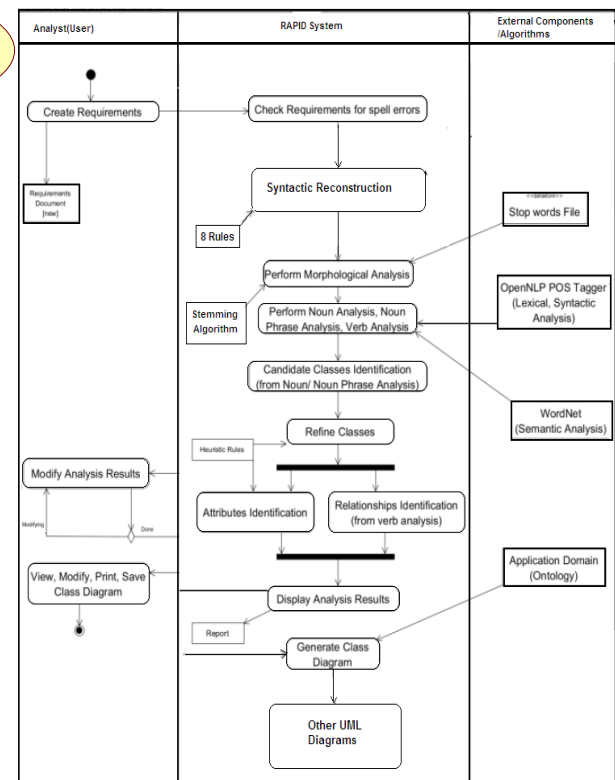 Analyst(User)
RAPID System
External Components
/Algorithms
Create Requirements
Check Requirements for spell errors
Requirements
Document
[new]
Syntactic Reconstruction
8 Rules
<<datastore>>
Stop words File
Perform Morphological Analysis
Stemming
Algorithm
Perform Noun Analysis, Noun
Phrase Analysis, Verb Analysis
OpenNLP POS Tagger
(Lexical, Syntactic
Analysis)
Candidate Classes Identification
(from Noun/ Noun Phrase Analysis)
WordNet
(Semantic Analysis)
Refine Classes
Heuristic Rules
Modify Analysis Results
Attributes Identification
Relationships Identification
(from verb analysis)
Modifying
Done
View, Modify, Print, Save
Class Diagram
Application Domain
(Ontology)
Display Analysis Results
Report
Generate Class
Diagram
Other UML
Diagrams